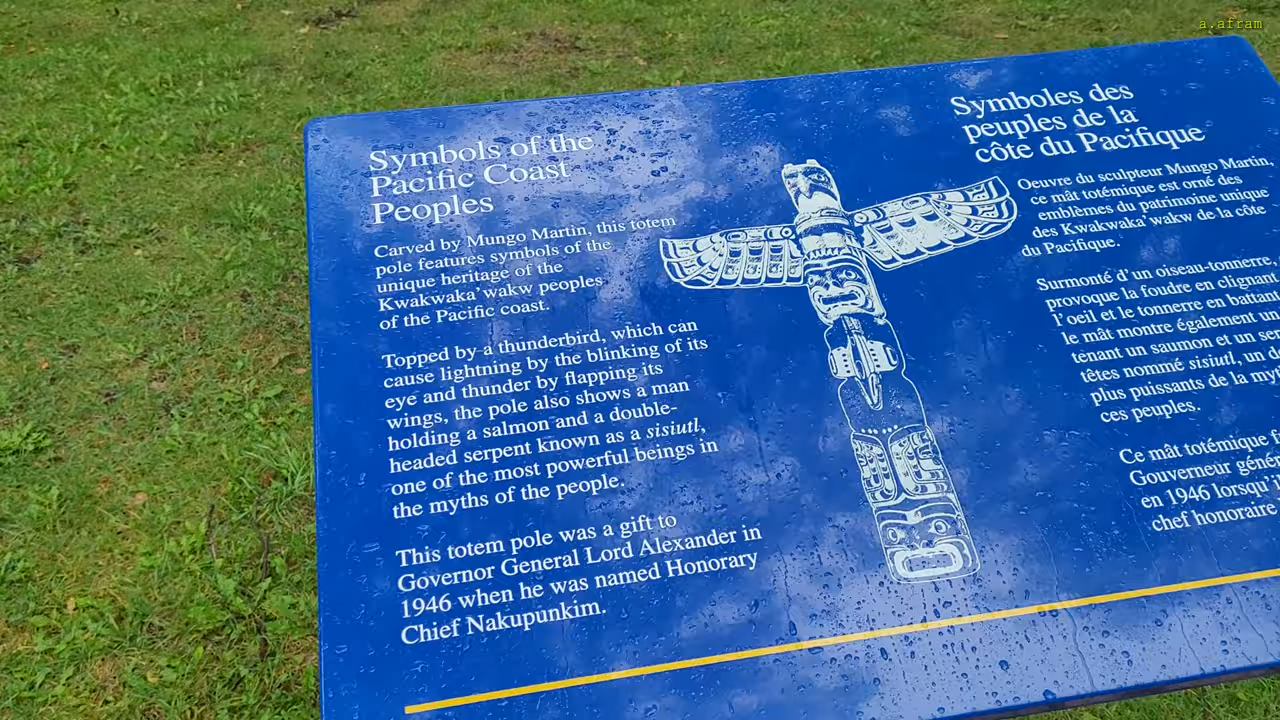 a.afram
Symbols of the
Pacific Coast
Peoples
Carved by Mungo Martin, this totem
pole features symbols of the
unique heritage of the
Kwakwaka'wakw peoples
of the Pacific coast.
Topped by a thunderbird, which can
cause lightning by the blinking of its
eye and thunder by flapping its
wings, the pole also shows a man
holding a salmon and a double-
headed serpent known as a sisiutl,
one of the most powerful beings in
the myths of the people.
This totem pole was a gift to
Governor General Lord Alexander in
1946 when he was named Honorary
Chief Nakupunkim.
Symboles des
peuples de la
côte du Pacifique
Oeuvre du sculpteur Mungo Martin,
ce mât totémique est orné des
emblèmes du patrimoine unique
des Kwakwaka'wakw de la côte
du Pacifique.
Surmonté d'un oiseau-tonnerre,
provoque la foudre en clignant
l'oeil et le tonnerre en battant
le mât montre également un
tenant un saumon et un
têtes nommé sisiutl, un
plus puissants de la
ces peuples.
Ce mât totémique
Gouverneur
en 1946 lorsqu'
chef honoraire